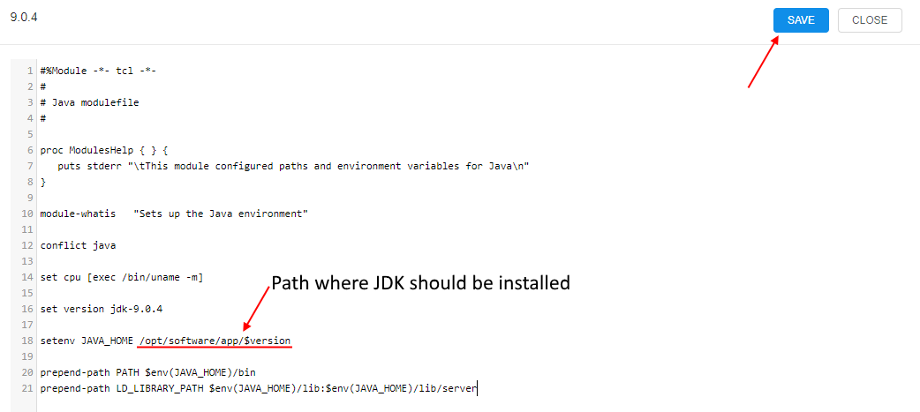 9.0.4
SAVE
CLOSE
1 #%Module -*- tcl -*-
2 #
3 # Java modulefile
4 #
5
6 proc ModulesHelp { } {
7    puts stderr "\tThis module configured paths and environment variables for Java\n"
8 }
9
10 module-whatis   "Sets up the Java environment"
11
12 conflict java
13
14 set cpu [exec /bin/uname -m]
Path where JDK should be installed
15
16 set version jdk-9.0.4
17
18 setenv JAVA_HOME /opt/software/app/$version
19
20 prepend-path PATH $env(JAVA_HOME)/bin
21 prepend-path LD_LIBRARY_PATH $env(JAVA_HOME)/lib:$env(JAVA_HOME)/lib/server